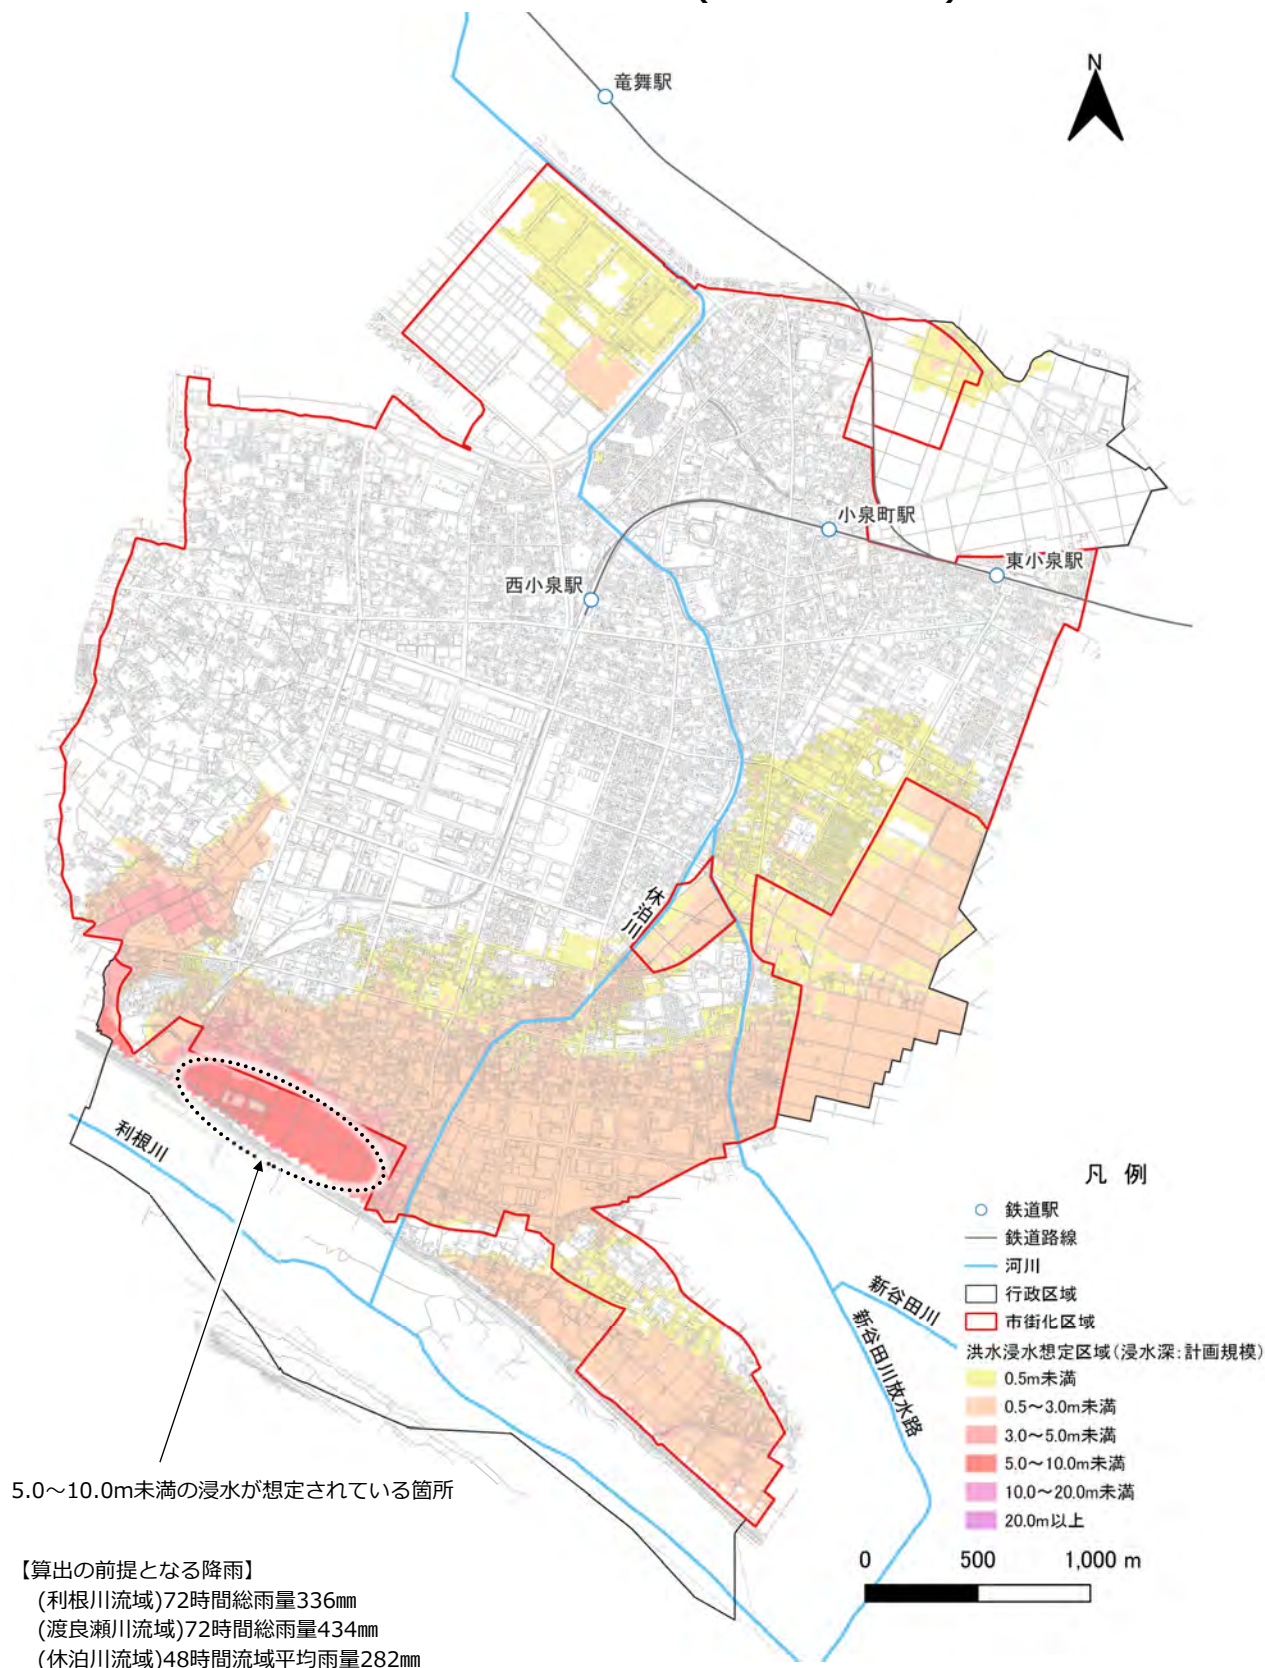 N
竜舞駅
小泉町駅
東小泉駅
西小泉駅
休泊川
利根川
新谷田川
新谷田川放水路
凡 例
鉄道駅
鉄道路線
河川
行政区域
市街化区域
洪水浸水想定区域(浸水深:計画規模)
0.5m未満
0.5～3.0m未満
3.0～5.0m未満
5.0～10.0m未満
10.0～20.0m未満
20.0m以上
0 500 1,000 m
5.0～10.0m未満の浸水が想定されている箇所
【算出の前提となる降雨】
(利根川流域)72時間総雨量336㎜
(渡良瀬川流域)72時間総雨量434㎜
(休泊川流域)48時間流域平均雨量282㎜